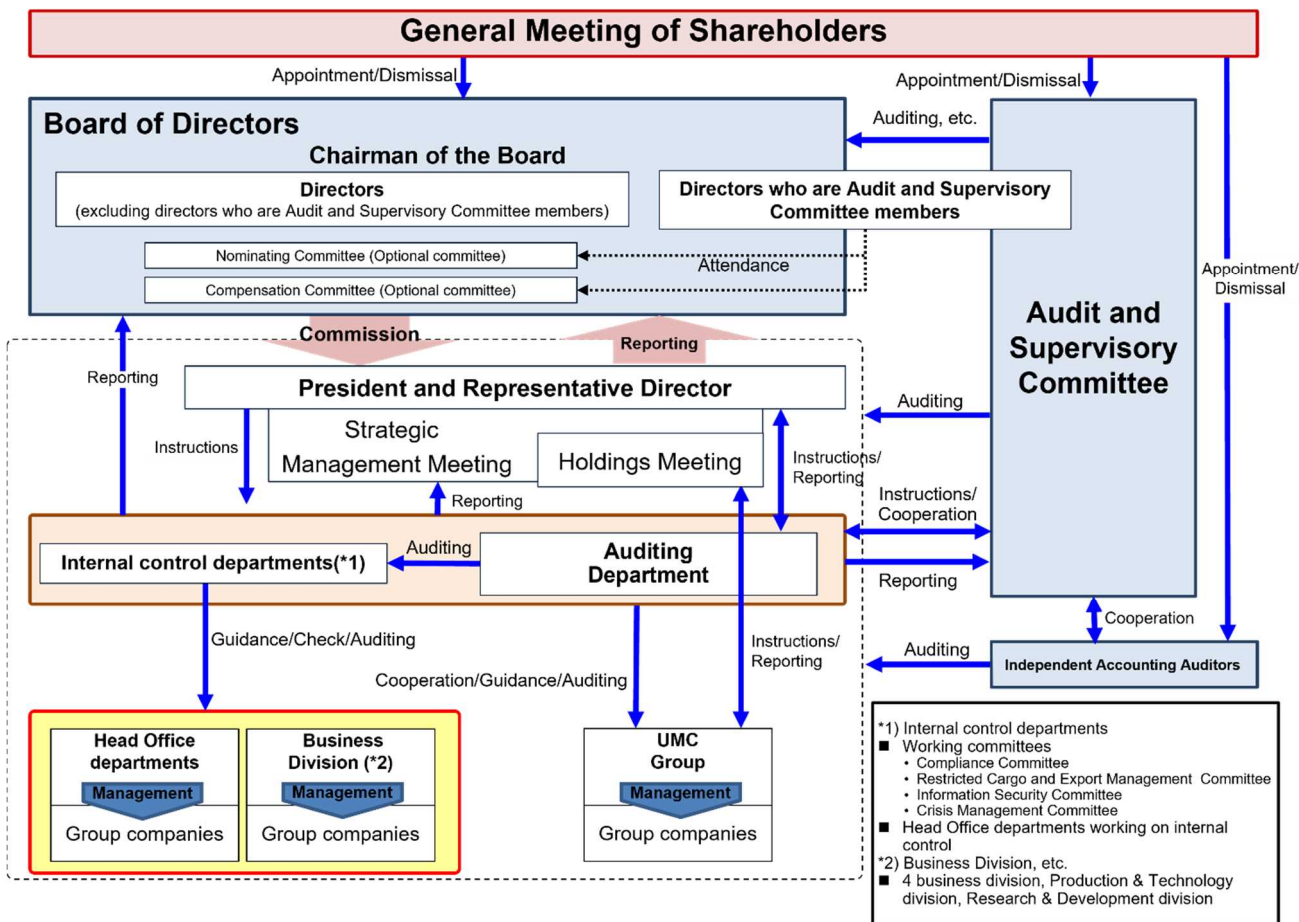 General Meeting of Shareholders
Appointment/Dismissal
Appointment/Dismissal
Board of Directors
Auditing, etc.
Chairman of the Board
Directors
(excluding directors who are Audit and Supervisory Committee members)
Directors who are Audit and Supervisory
Committee members
Nominating Committee (Optional committee)
Attendance
Compensation Committee (Optional committee)
Appointment/
Dismissal
Audit and
Supervisory
Committee
Commission
Reporting
Reporting
President and Representative Director
Auditing
Instructions
Strategic
Management Meeting
Holdings Meeting
Instructions/
Reporting
Reporting
Instructions/
Cooperation
Internal control departments(*1)
Auditing
Auditing
Department
Reporting
Cooperation
Guidance/Check/Auditing
Instructions/
Reporting
Auditing
Independent Accounting Auditors
Cooperation/Guidance/Auditing
Head Office
departments
Management
Group companies
Business
Division (*2)
Management
Group companies
UMC
Group
Management
Group companies
*1) Internal control departments
■ Working committees
・ Compliance Committee
・ Restricted Cargo and Export Management Committee
・ Information Security Committee
・ Crisis Management Committee
■ Head Office departments working on internal
control
*2) Business Division, etc.
■ 4 business division, Production & Technology
division, Research & Development division